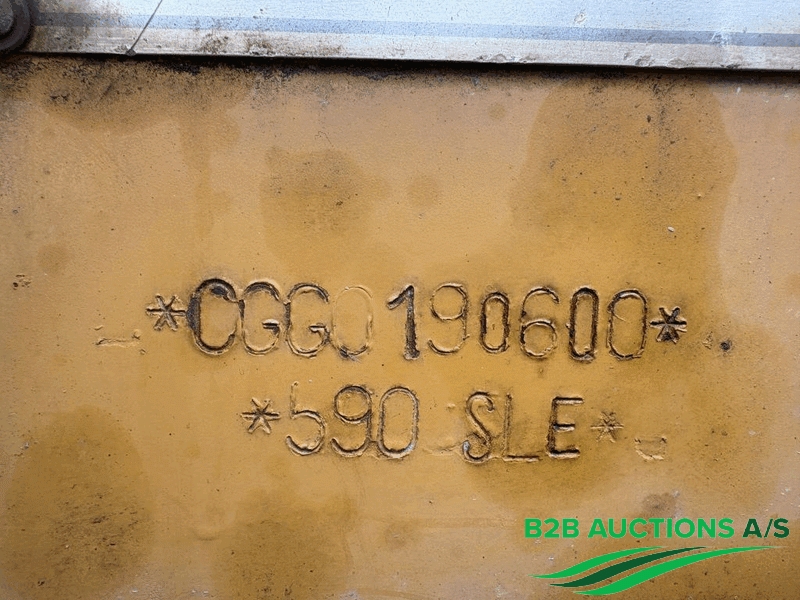 *CGG0190600*
*590 SLE*
B2B AUCTIONS A/S